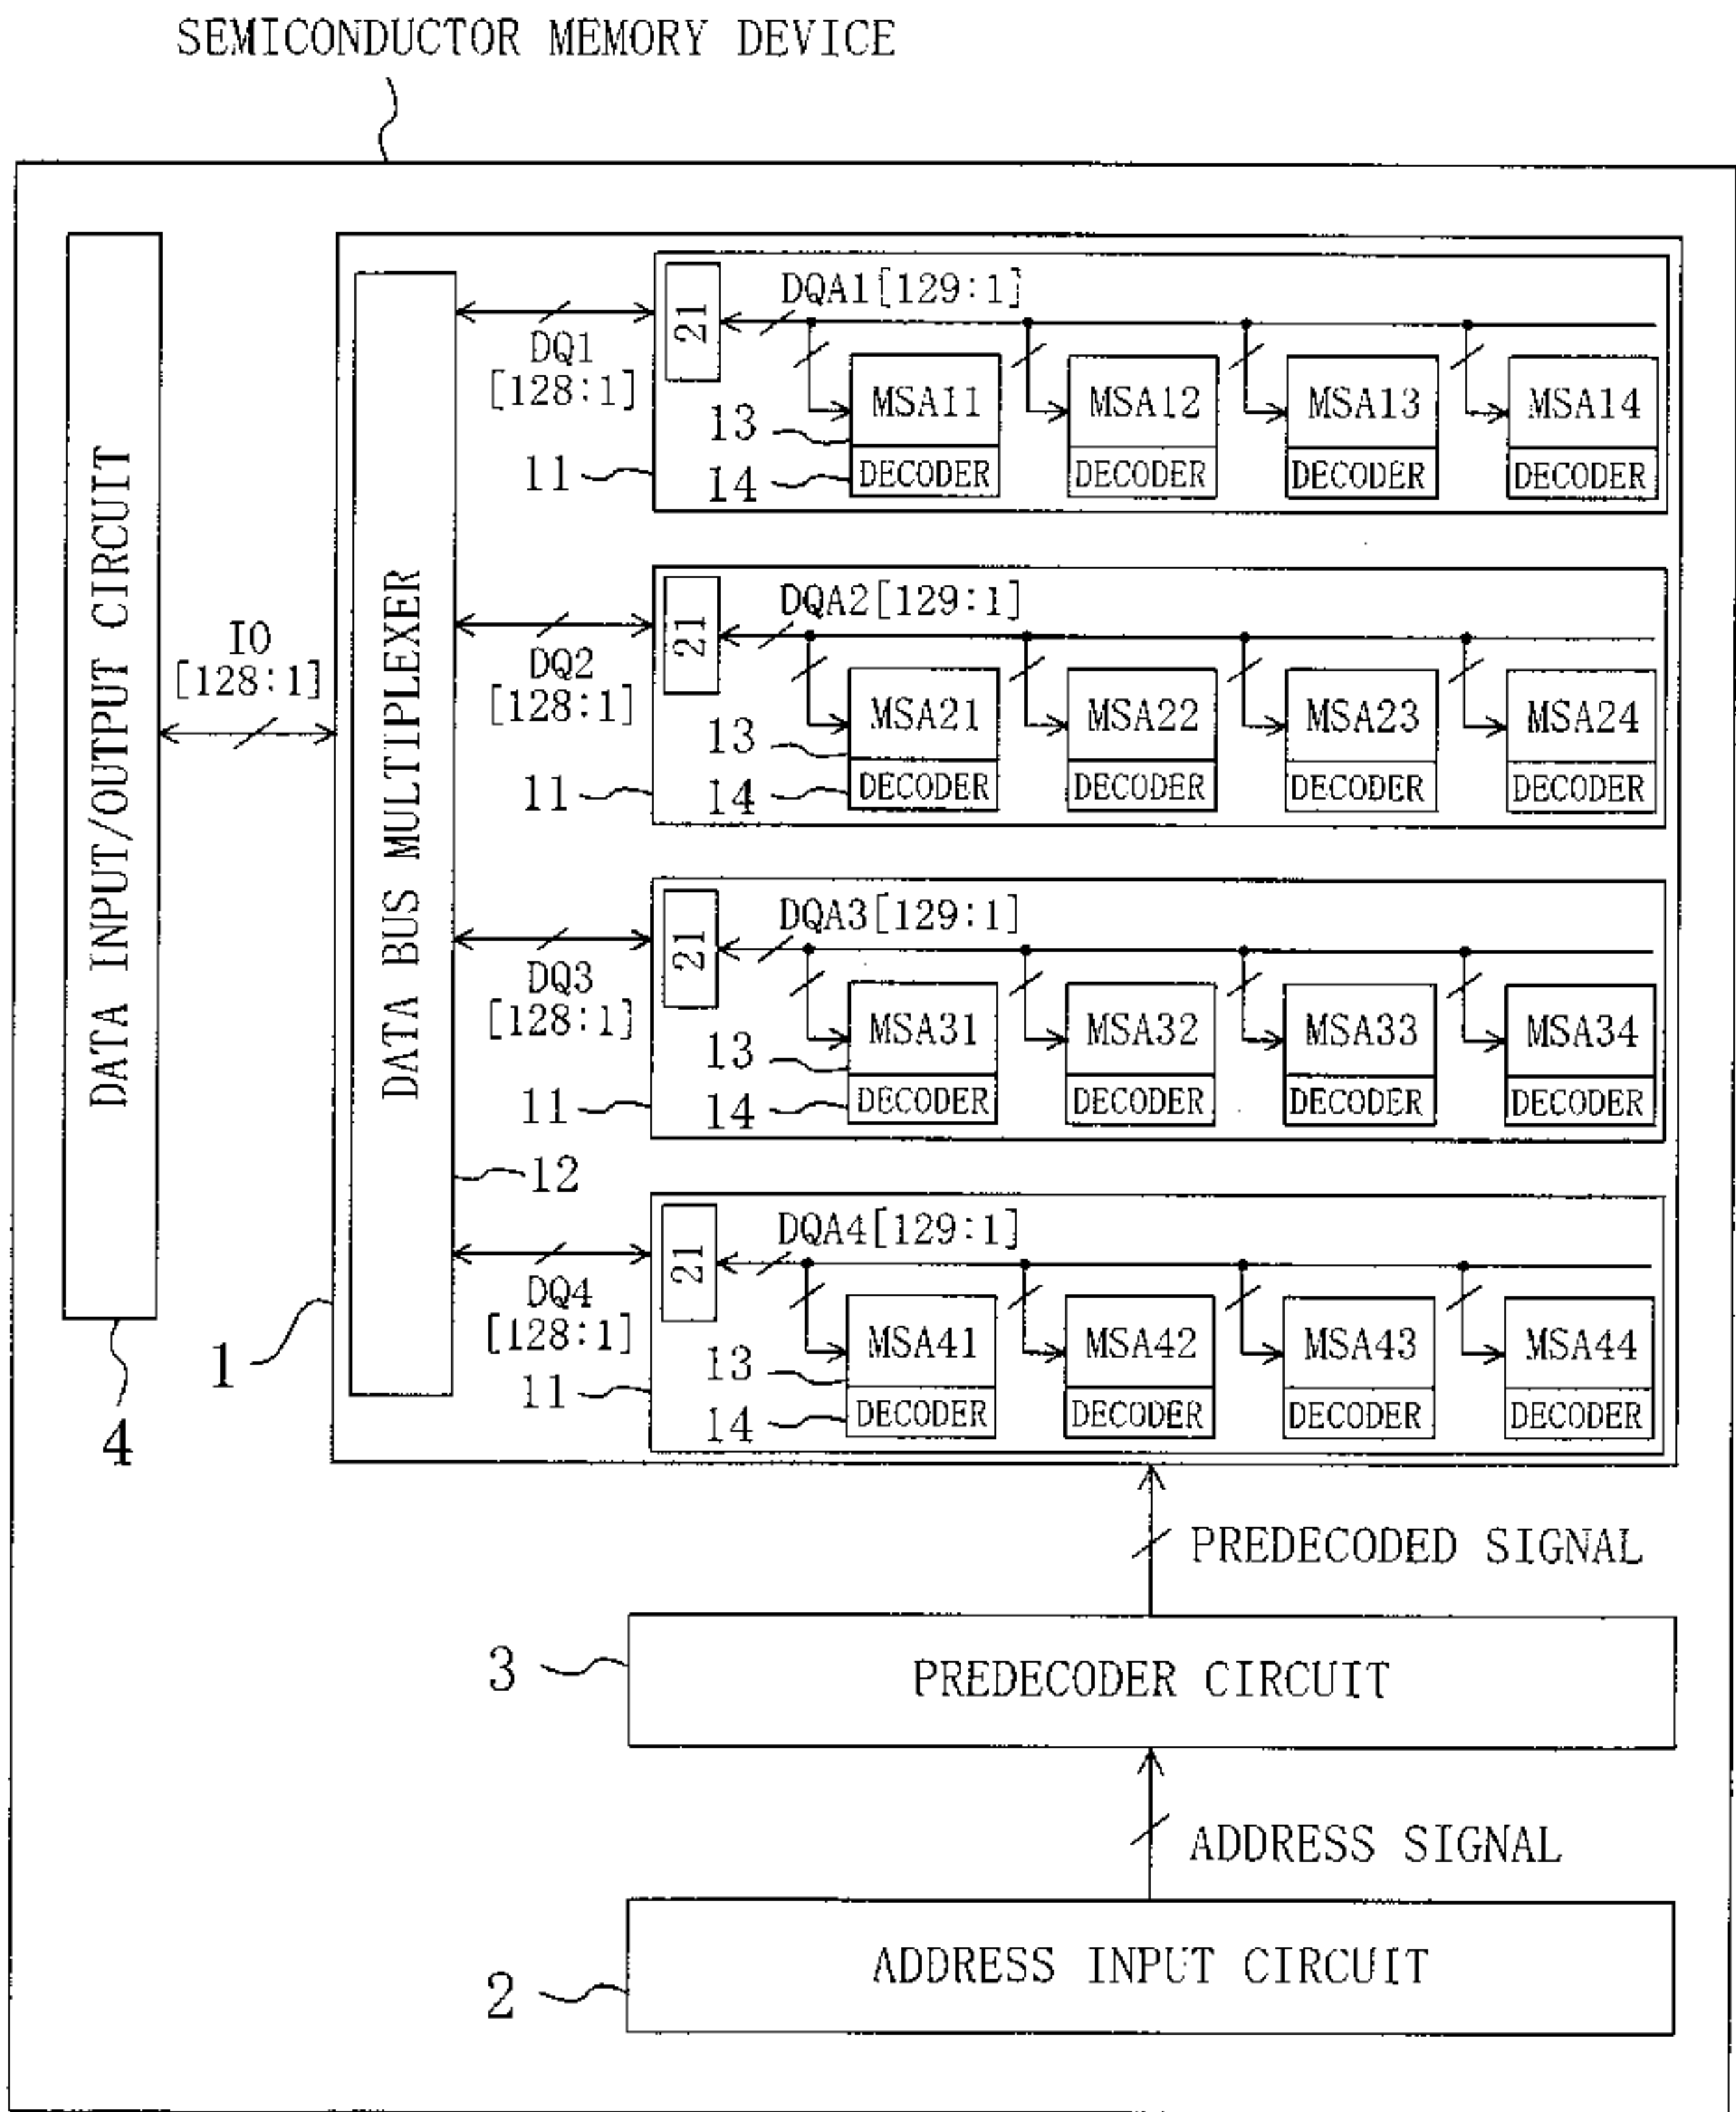 SEMICONDUCTOR MEMORY DEVICE
DATA INPUT/OUTPUT CIRCUIT
4
IO
[128:1]
1
DATA BUS MULTIPLEXER
12
DQ1
[128:1]
11
21
DQA1[129:1]
13
14
MSA11
DECODER
MSA12
DECODER
MSA13
DECODER
MSA14
DECODER
DQ2
[128:1]
11
21
DQA2[129:1]
13
14
MSA21
DECODER
MSA22
DECODER
MSA23
DECODER
MSA24
DECODER
DQ3
[128:1]
11
21
DQA3[129:1]
13
14
MSA31
DECODER
MSA32
DECODER
MSA33
DECODER
MSA34
DECODER
DQ4
[128:1]
11
21
DQA4[129:1]
13
14
MSA41
DECODER
MSA42
DECODER
MSA43
DECODER
MSA44
DECODER
PREDECODED SIGNAL
3
PREDECODER CIRCUIT
ADDRESS SIGNAL
2
ADDRESS INPUT CIRCUIT